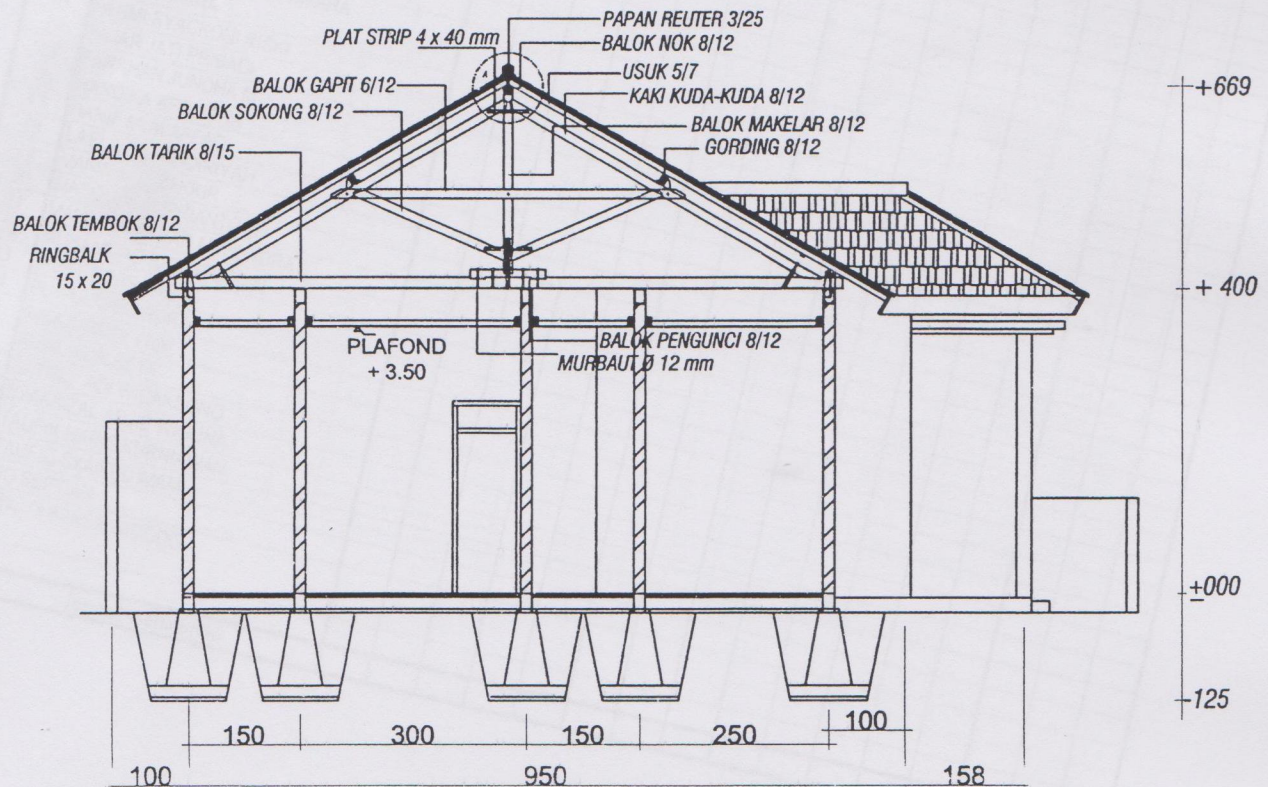 PAPAN REUTER 3/25
PLAT STRIP 4 x 40 mm
BALOK NOK 8/12
USUK 5/7
BALOK GAPIT 6/12
KAKI KUDA-KUDA 8/12
BALOK SOKONG 8/12
BALOK MAKELAR 8/12
BALOK TARIK 8/15
GORDING 8/12
BALOK TEMBOK 8/12
RINGBALK
15 x 20
A
+669
+ 400
PLAFOND
+ 3.50
BALOK PENGUNCI 8/12
MURBAUT Ø 12 mm
±000
-125
150
300
150
250
100
100
950
158